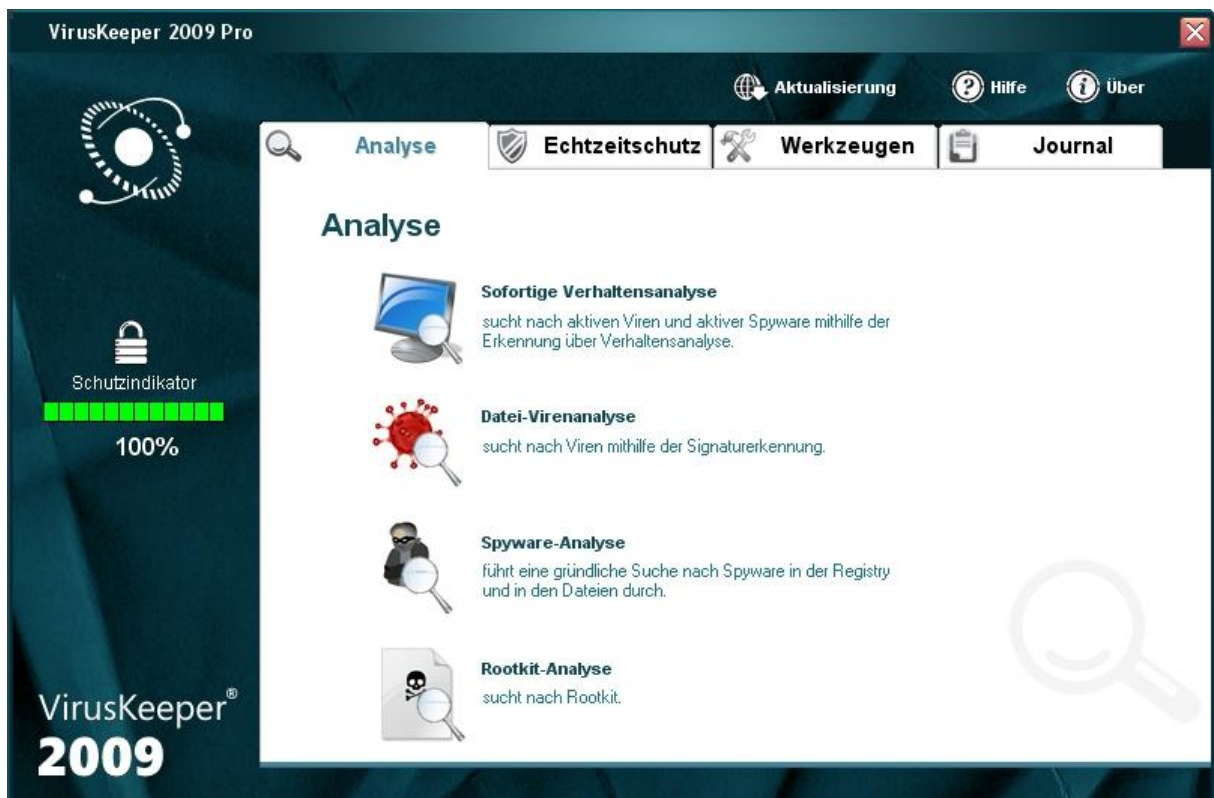 VirusKeeper 2009 Pro
Aktualisierung
Hilfe
Über
Analyse
Echtzeitschutz
Werkzeugen
Journal
Analyse
Sofortige Verhaltensanalyse
sucht nach aktiven Viren und aktiver Spyware mithilfe der
Erkennung über Verhaltensanalyse.
Schutzindikator
100%
Datei-Virenanalyse
sucht nach Viren mithilfe der Signaturerkennung.
Spyware-Analyse
führt eine gründliche Suche nach Spyware in der Registry
und in den Dateien durch.
Rootkit-Analyse
sucht nach Rootkit.
VirusKeeper®
2009